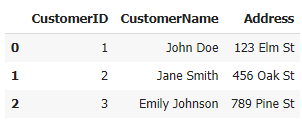 CustomerID CustomerName Address
0 1 John Doe 123 Elm St
1 2 Jane Smith 456 Oak St
2 3 Emily Johnson 789 Pine St